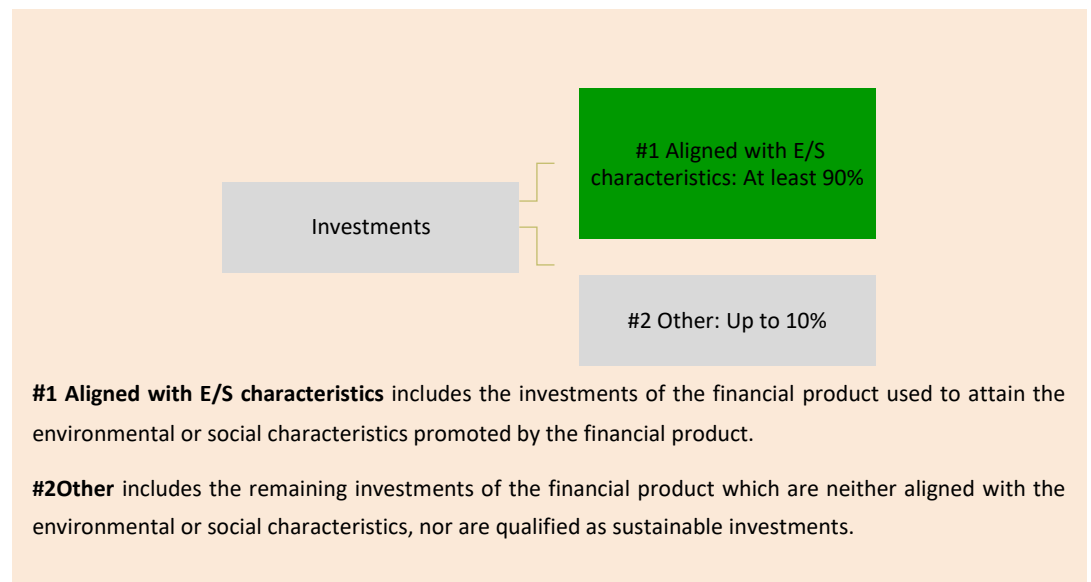 #1 Aligned with E/S
characteristics: At least 90%
Investments
#2 Other: Up to 10%
#1 Aligned with E/S characteristics includes the investments of the financial product used to attain the
environmental or social characteristics promoted by the financial product.
#2Other includes the remaining investments of the financial product which are neither aligned with the
environmental or social characteristics, nor are qualified as sustainable investments.